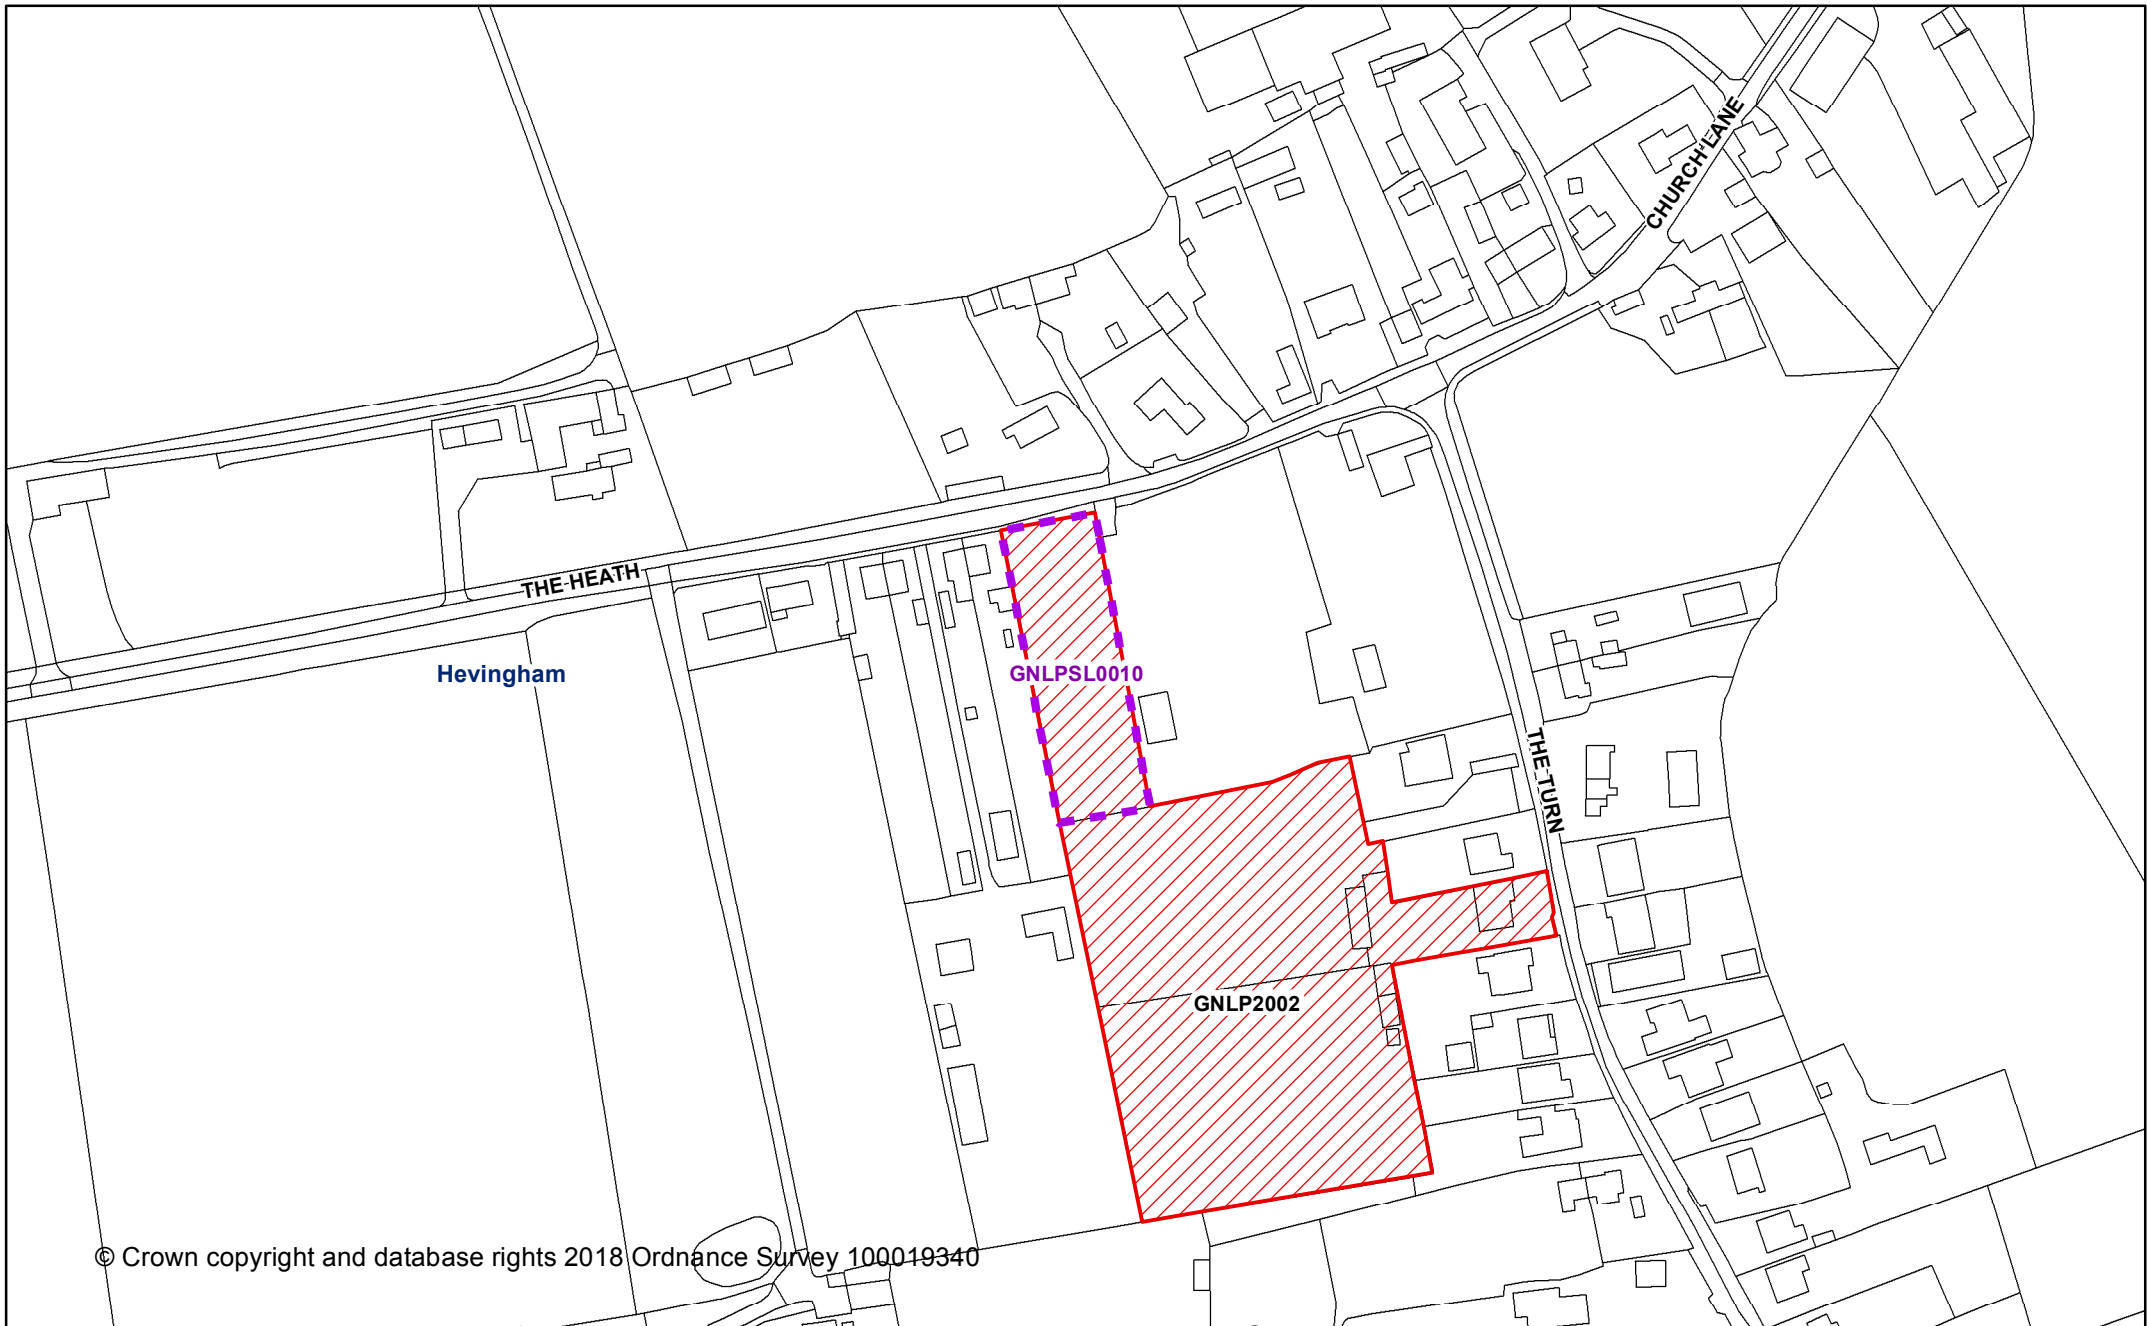 CHURCH LANE
THE HEATH
Hevingham
GNLPSL0010
THE TURN
GNLP2002
© Crown copyright and database rights 2018 Ordnance Survey 100019340